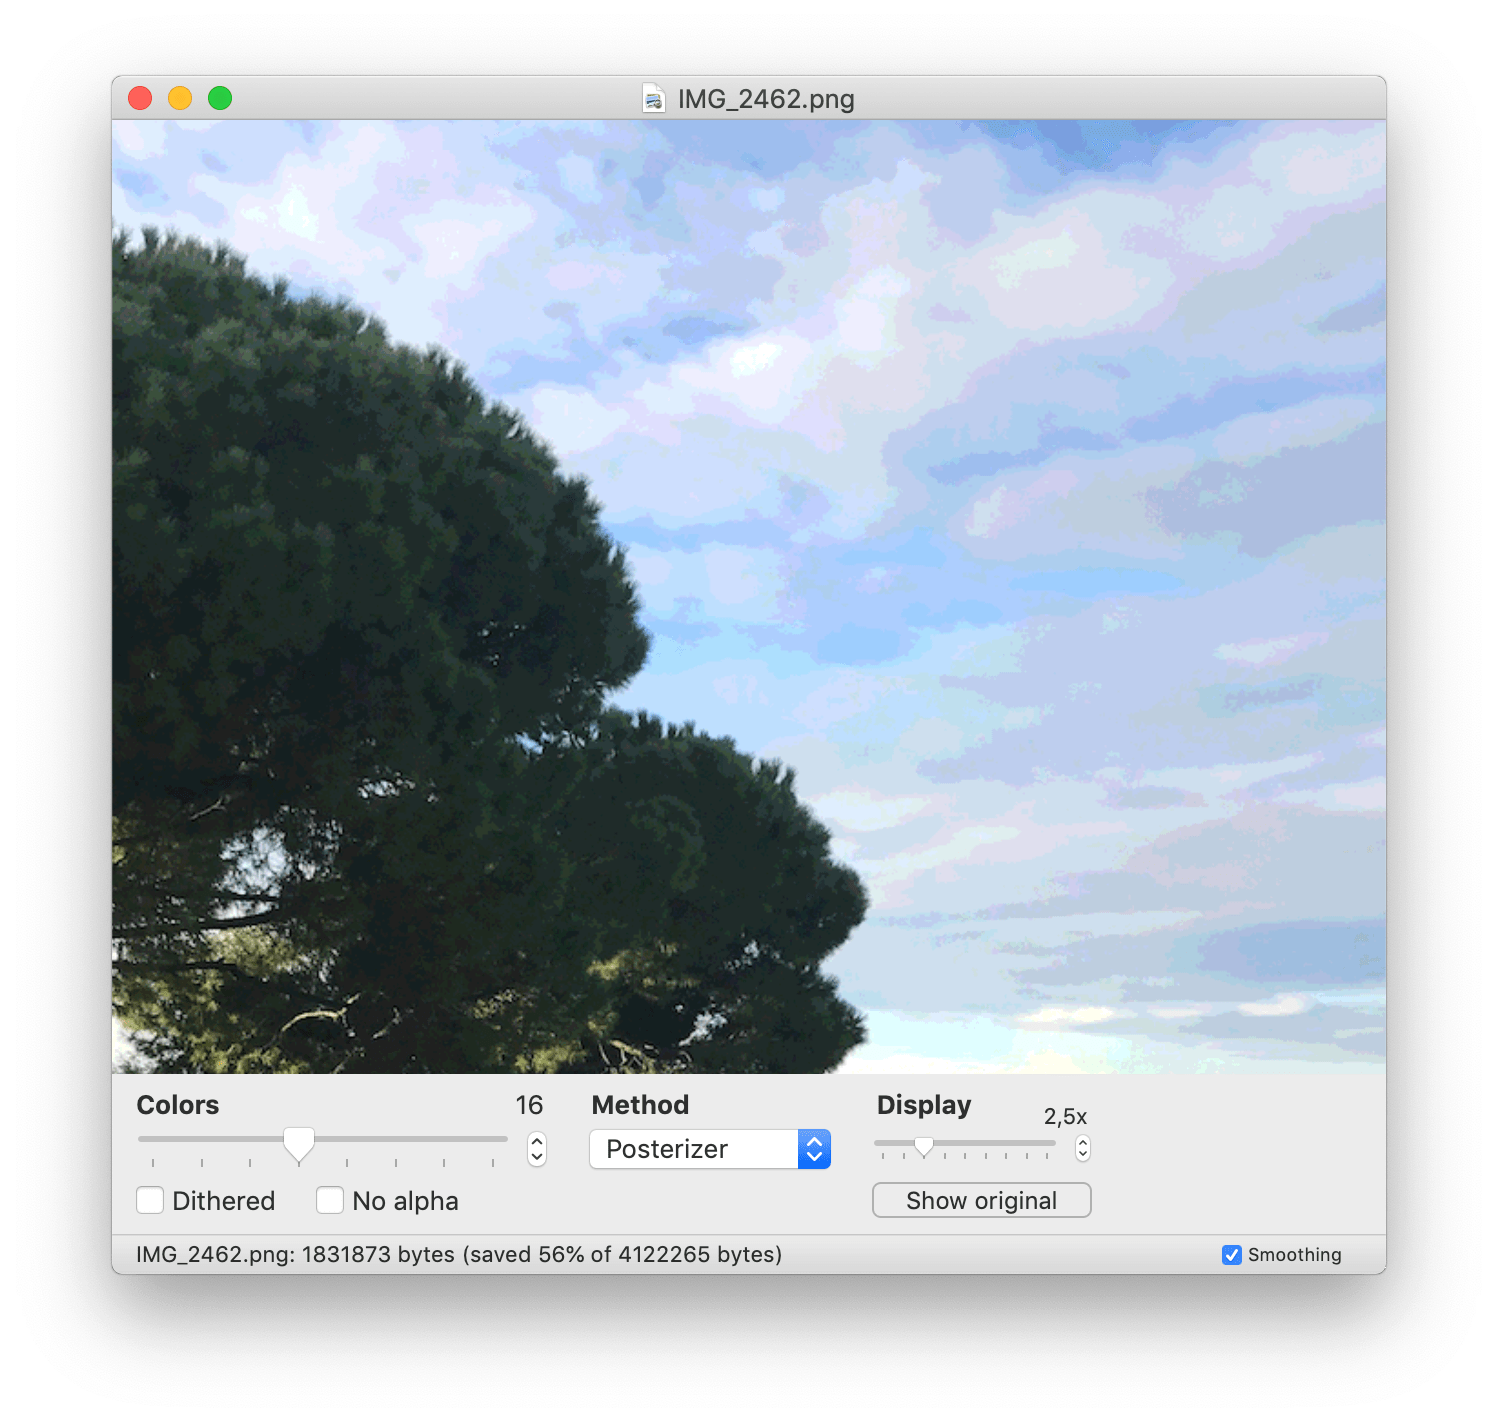 IMG_2462.png
Colors 16
Method
Posterizer
Display 2,5x
Dithered No alpha
Show original
IMG_2462.png: 1831873 bytes (saved 56% of 4122265 bytes)
Smoothing